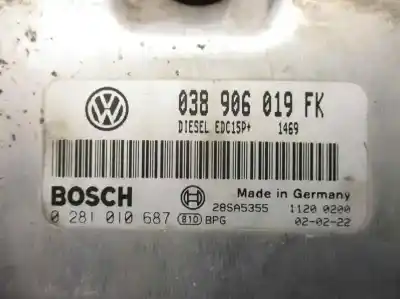 038 906 019 FK
DIESEL EDC15P+ 1469
BOSCH
Made in Germany
0 281 010 687 B10 BPG
28SA5355 1120 0200
02-02-22